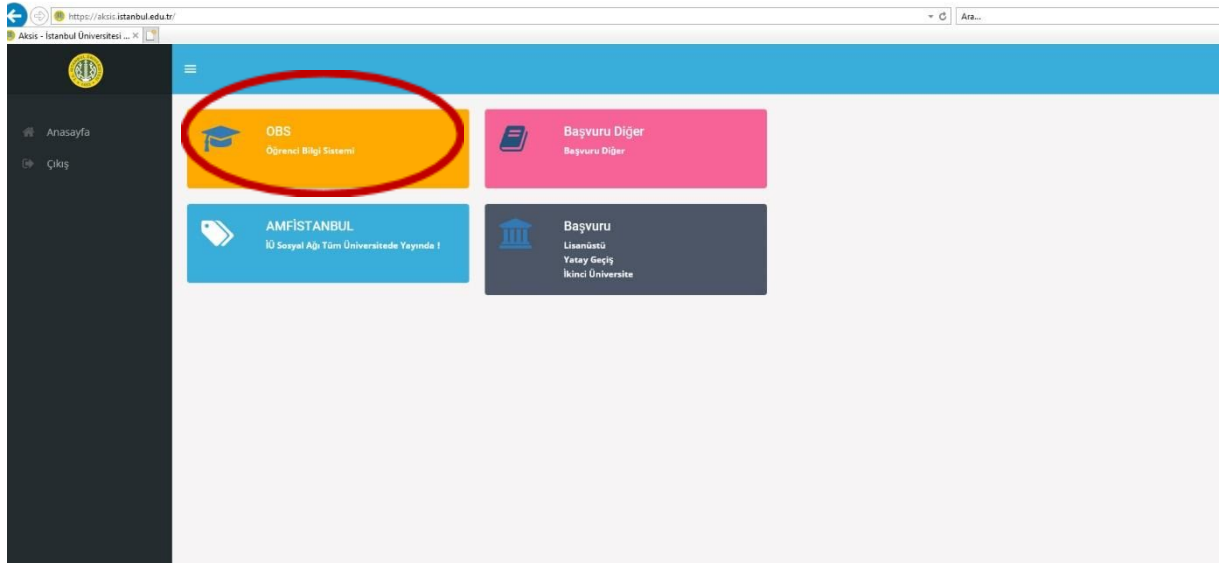 https://aksis.istanbul.edu.tr/
Ara...
Aksis - İstanbul Üniversitesi ...
Anasayfa
Çıkış
OBS
Öğrenci Bilgi Sistemi
Başvuru Diğer
Başvuru Diğer
AMFİSTANBUL
İÜ Sosyal Ağı Tüm Üniversitede Yayında !
Başvuru
Lisanüstü
Yatay Geçiş
İkinci Üniversite